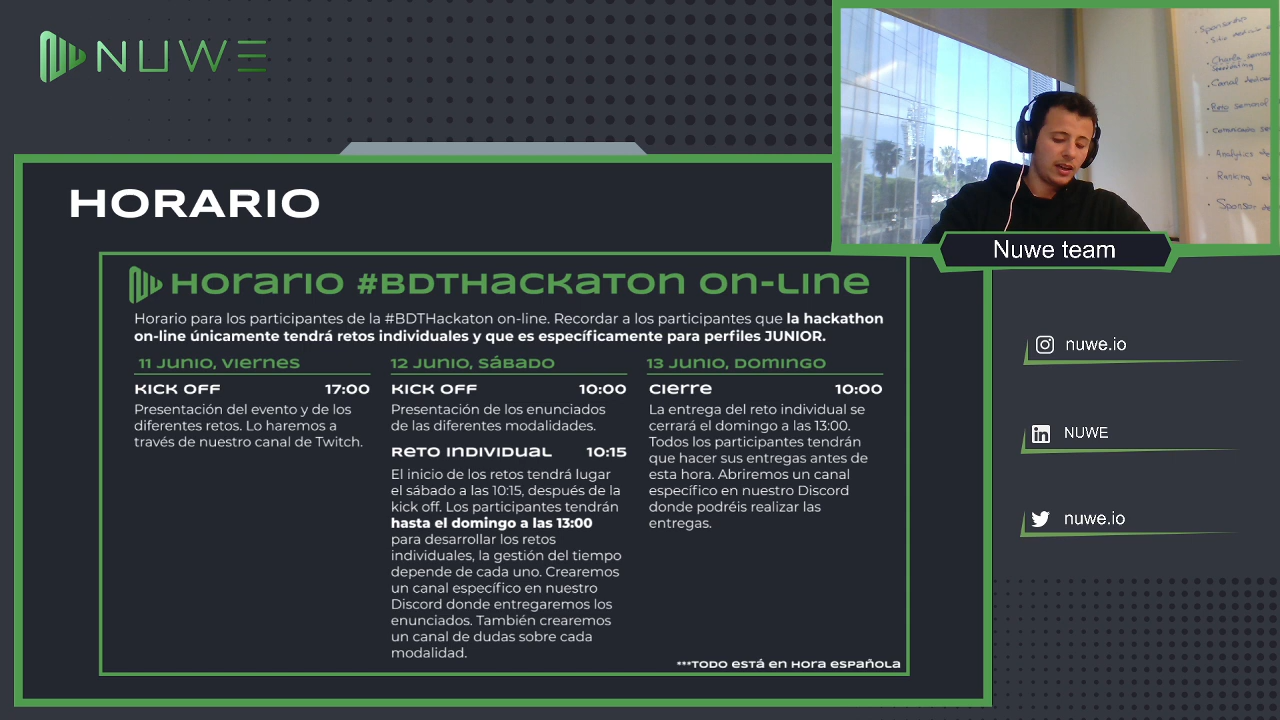 NUWE
HORARIO
Horario #BDTHackaton on-line
Horario para los participantes de la #BDTHackaton on-line. Recordar a los participantes que la hackathon
on-line únicamente tendrá retos individuales y que es específicamente para perfiles JUNIOR.
11 Junio, viernes
Kick off 17:00
Presentación del evento y de los
diferentes retos. Lo haremos a
través de nuestro canal de Twitch.
12 Junio, sábado
Kick off 10:00
Presentación de los enunciados
de las diferentes modalidades.
Reto individual 10:15
El inicio de los retos tendrá lugar
el sábado a las 10:15, después de la
kick off. Los participantes tendrán
hasta el domingo a las 13:00
para desarrollar los retos
individuales, la gestión del tiempo
depende de cada uno. Crearemos
un canal específico en nuestro
Discord donde entregaremos los
enunciados. También crearemos
un canal de dudas sobre cada
modalidad.
13 Junio, domingo
Cierre 10:00
La entrega del reto individual se
cerrará el domingo a las 13:00.
Todos los participantes tendrán
que hacer sus entregas antes de
esta hora. Abriremos un canal
específico en nuestro Discord
donde podréis realizar las
entregas.
***Todo está en hora española
Sponsorship
Canal
Reto semanal
Analytics
Ranking
Sponsor
Nuwe team
nuwe.io
NUWE
nuwe.io